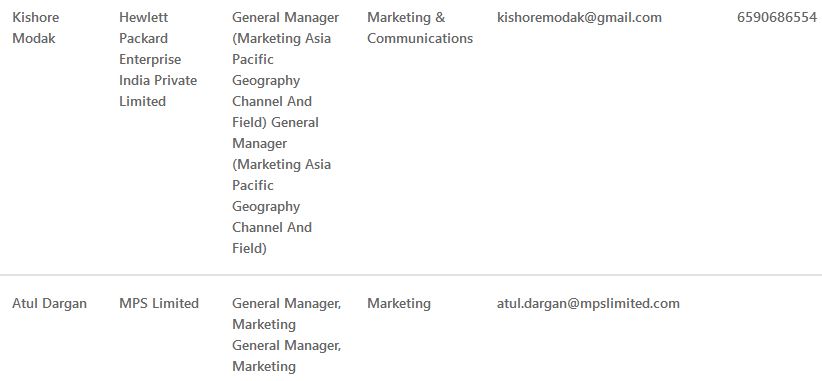 Kishore Hewlett General Manager Marketing & kishoremodak@gmail.com 6590686554
Modak Packard (Marketing Asia Communications
Enterprise Pacific
India Private Geography
Limited Channel And
Field) General
Manager
(Marketing Asia
Pacific
Geography
Channel And
Field)
Atul Dargan MPS Limited General Manager, Marketing atul.dargan@mpslimited.com
Marketing
General Manager,
Marketing